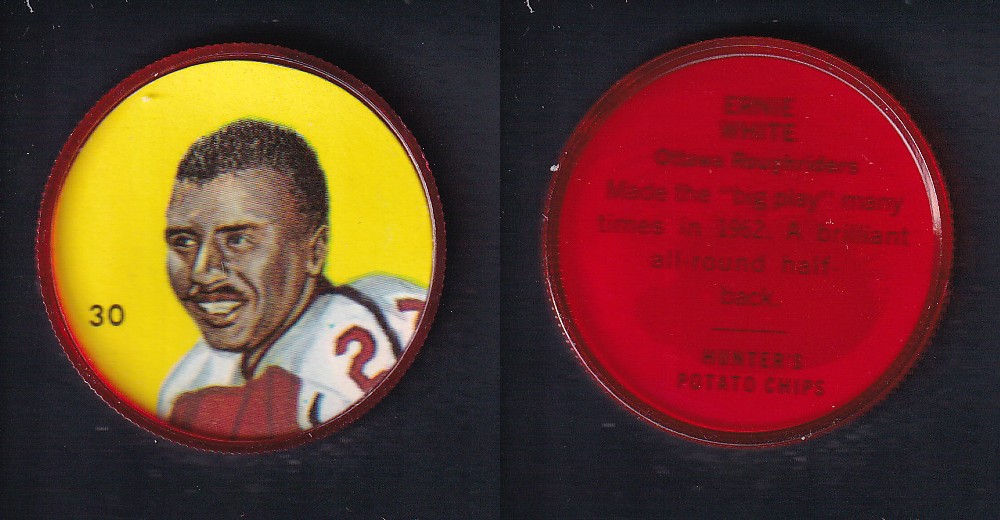 30
2
ERNIE
WHITE
Ottawa Roughriders
Made the "big play" many
times in 1962. A brilliant
all-round half-
back.
HUNTER'S
POTATO CHIPS